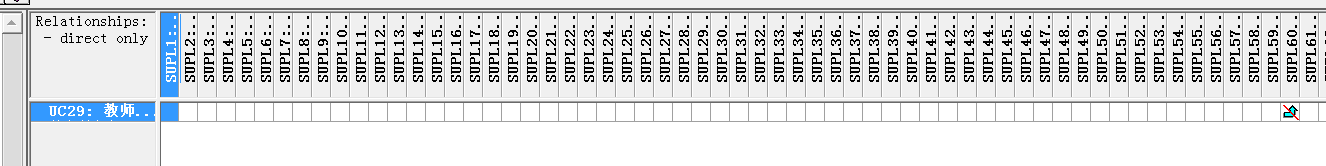 Relationships:
- direct only
SUPL1:..
SUPL2:..
SUPL3:..
SUPL4:..
SUPL5:..
SUPL6:..
SUPL7:..
SUPL8:..
SUPL9:..
SUPL10..
SUPL11..
SUPL12..
SUPL13..
SUPL14..
SUPL15..
SUPL16..
SUPL17..
SUPL18..
SUPL19..
SUPL20..
SUPL21..
SUPL22..
SUPL23..
SUPL24..
SUPL25..
SUPL26..
SUPL27..
SUPL28..
SUPL29..
SUPL30..
SUPL31..
SUPL32..
SUPL33..
SUPL34..
SUPL35..
SUPL36..
SUPL37..
SUPL38..
SUPL39..
SUPL40..
SUPL41..
SUPL42..
SUPL43..
SUPL44..
SUPL45..
SUPL46..
SUPL47..
SUPL48..
SUPL49..
SUPL50..
SUPL51..
SUPL52..
SUPL53..
SUPL54..
SUPL55..
SUPL56..
SUPL57..
SUPL58..
SUPL59..
SUPL60..
SUPL61..
UC29: 教师...